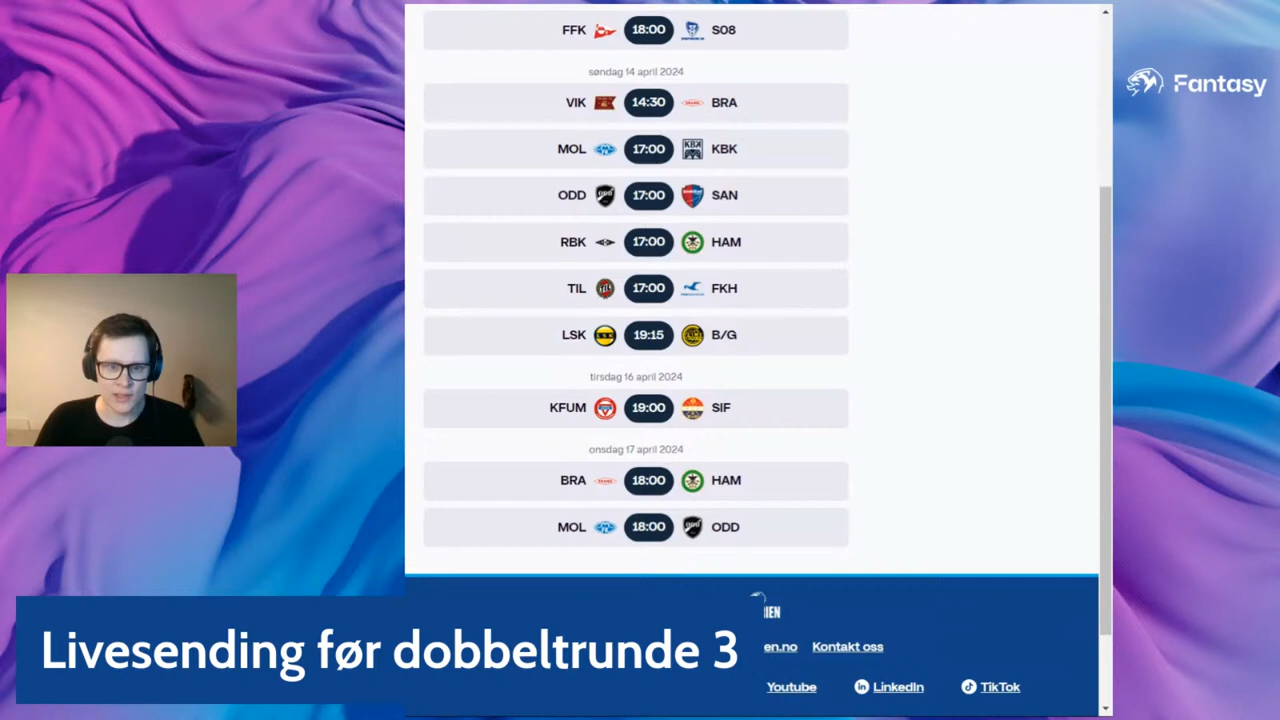 FFK 18:00 S08
søndag 14 april 2024
VIK 14:30 BRA
MOL 17:00 KBK
ODD 17:00 SAN
RBK 17:00 HAM
TIL 17:00 FKH
LSK 19:15 B/G
tirsdag 16 april 2024
KFUM 19:00 SIF
onsdag 17 april 2024
BRA 18:00 HAM
MOL 18:00 ODD
Fantasy
IEN
en.no Kontakt oss
Youtube LinkedIn TikTok
Livesending før dobbeltrunde 3